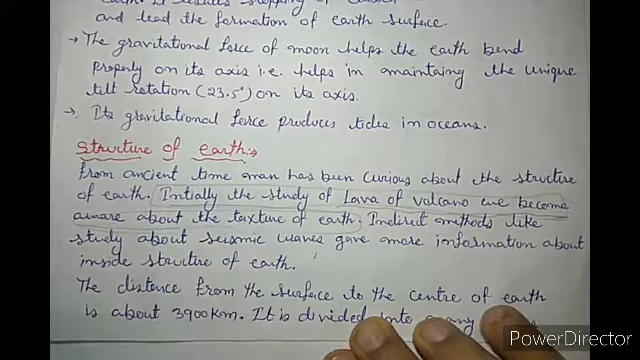 and lead the formation of earth surface.
→ The gravitational force of moon helps the earth bend
properly on its axis i.e. helps in maintaing the unique
tilt rotation (23.5°) on its axis.
→ Its gravitational force produces tides in oceans.
Structure of earth:→
From ancient time man has been curious about the structure
of earth. Intially the study of Lava of Vulcano we become
aware about the texture of earth. Indirect methods like
study about seismic waves gave more information about
inside structure of earth.
The distance from the surface to the centre of earth
is about 3900km. It is divided into
PowerDirector